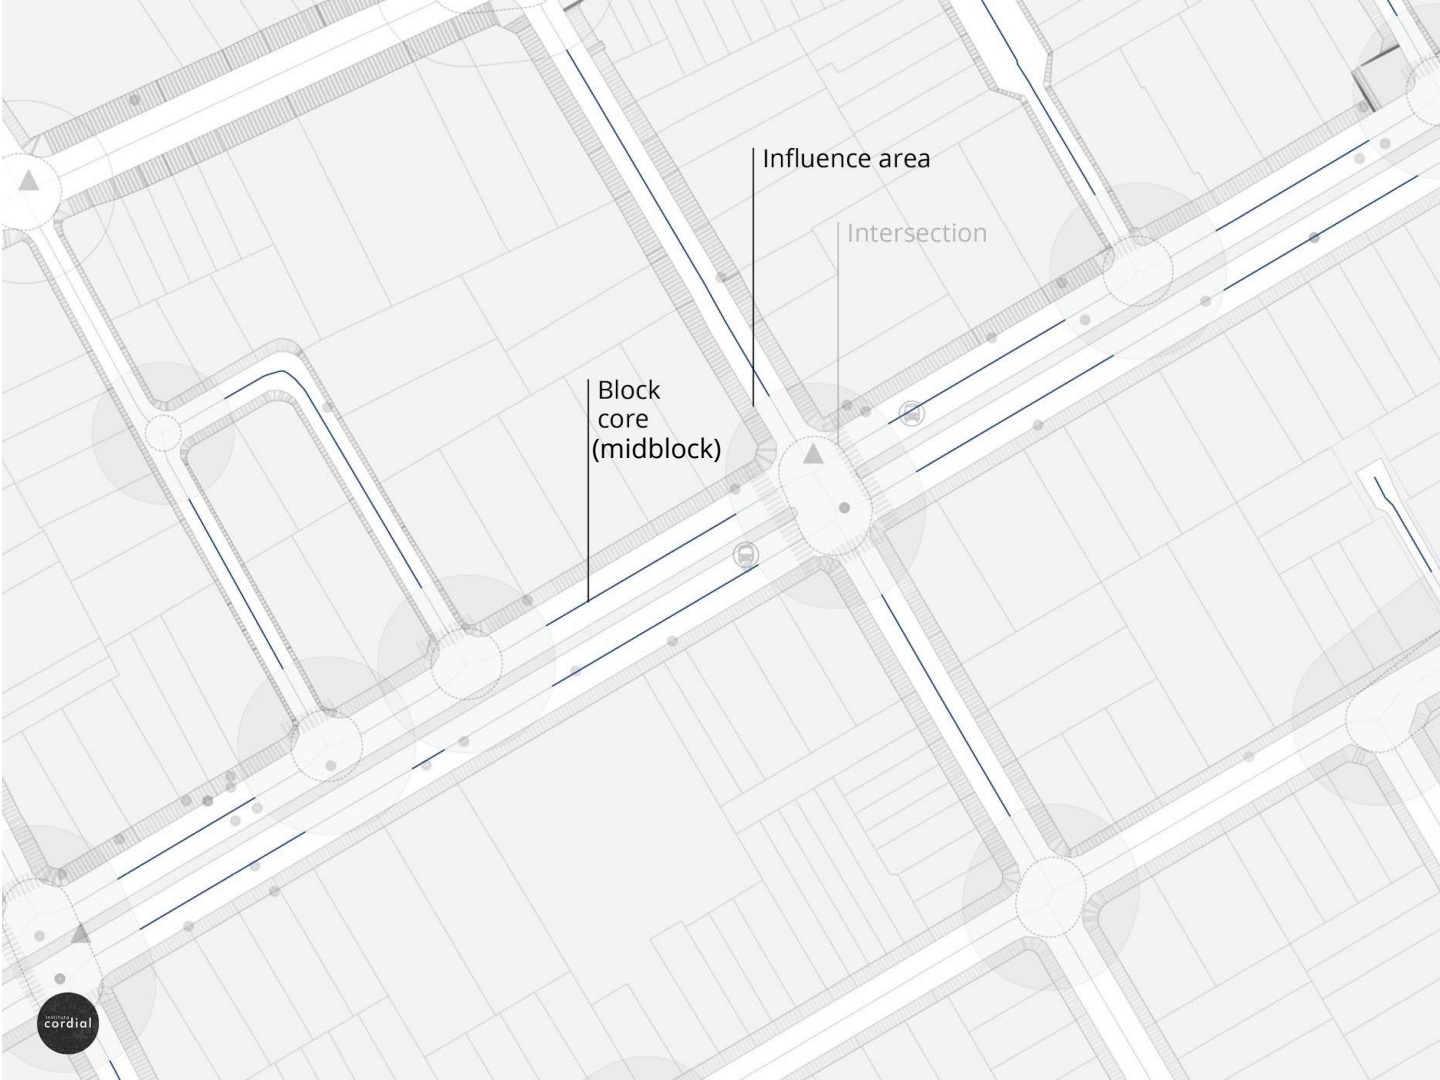 Influence area
Intersection
Block
core
(midblock)
instituto
cordial